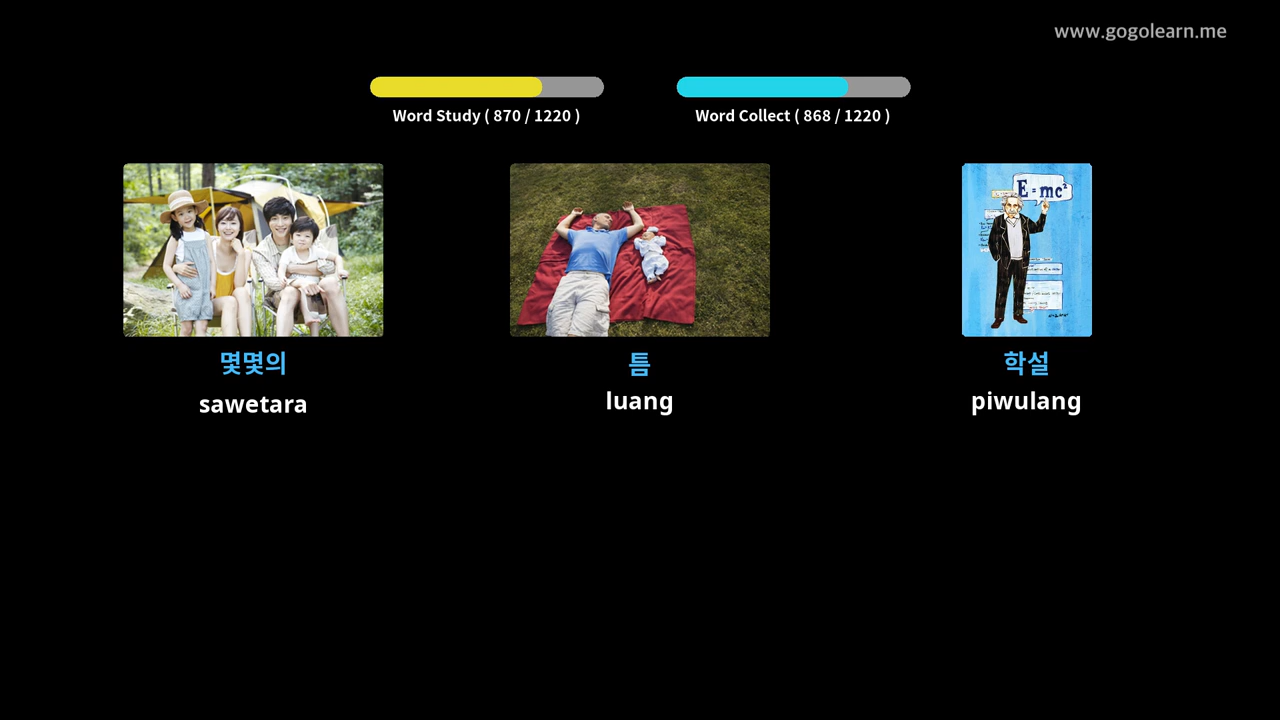 www.gogolearn.me
Word Study ( 870 / 1220 )
Word Collect ( 868 / 1220 )
E = mc²
몇몇의
틈
학설
sawetara
luang
piwulang